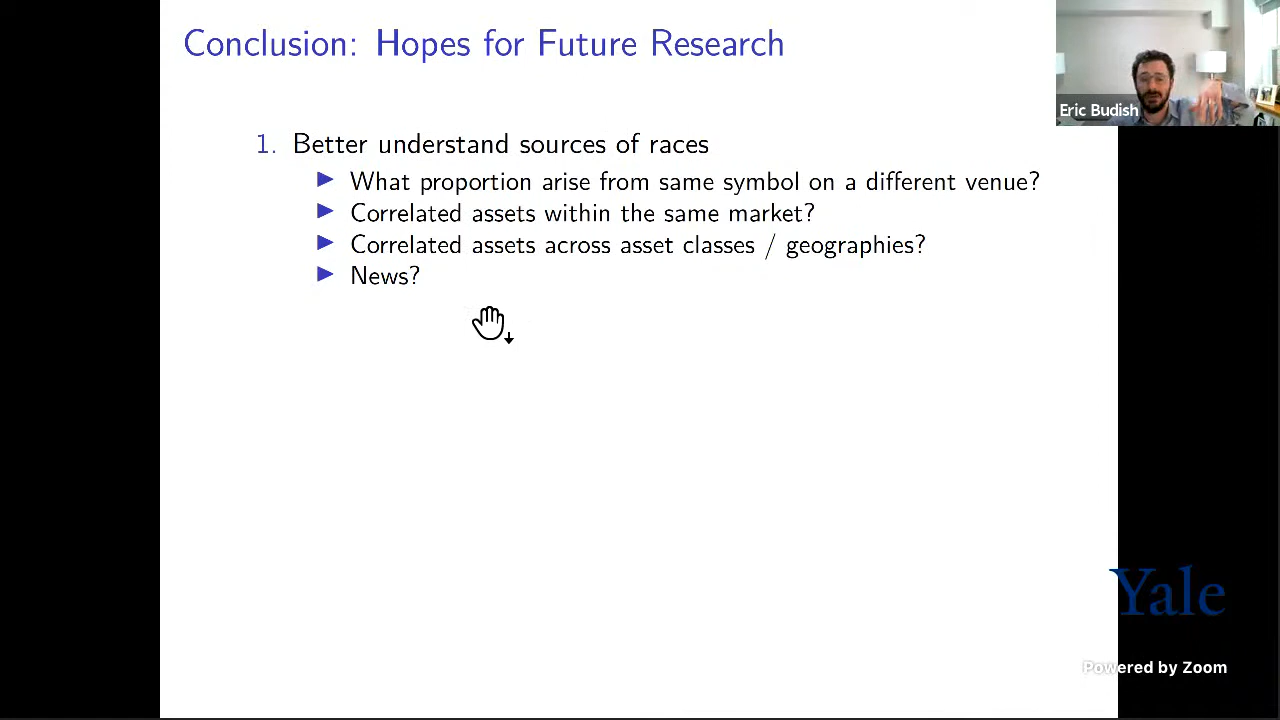 Conclusion: Hopes for Future Research
Eric Budish
1. Better understand sources of races
▶ What proportion arise from same symbol on a different venue?
▶ Correlated assets within the same market?
▶ Correlated assets across asset classes / geographies?
▶ News?
Yale
Powered by Zoom